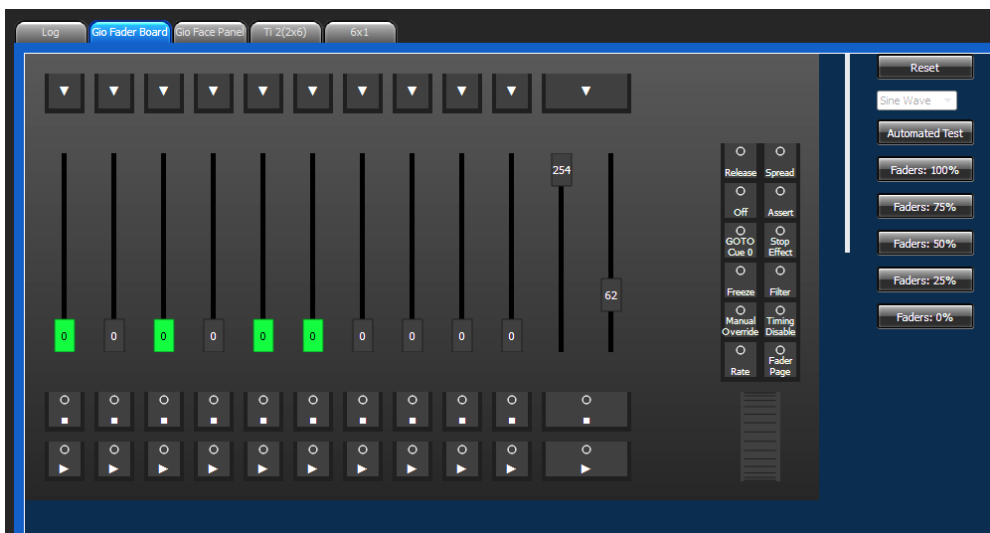 Log Gio Fader Board Gio Face Panel Ti 2(2x6) 6x1
Reset
Sine Wave
Automated Test
Faders: 100%
Faders: 75%
Faders: 50%
Faders: 25%
Faders: 0%
254
62
0 0 0 0 0 0 0 0 0 0
Release Spread
Off Assert
GOTO Stop
Cue 0 Effect
Freeze Filter
Manual Timing
Override Disable
Fader
Rate Page